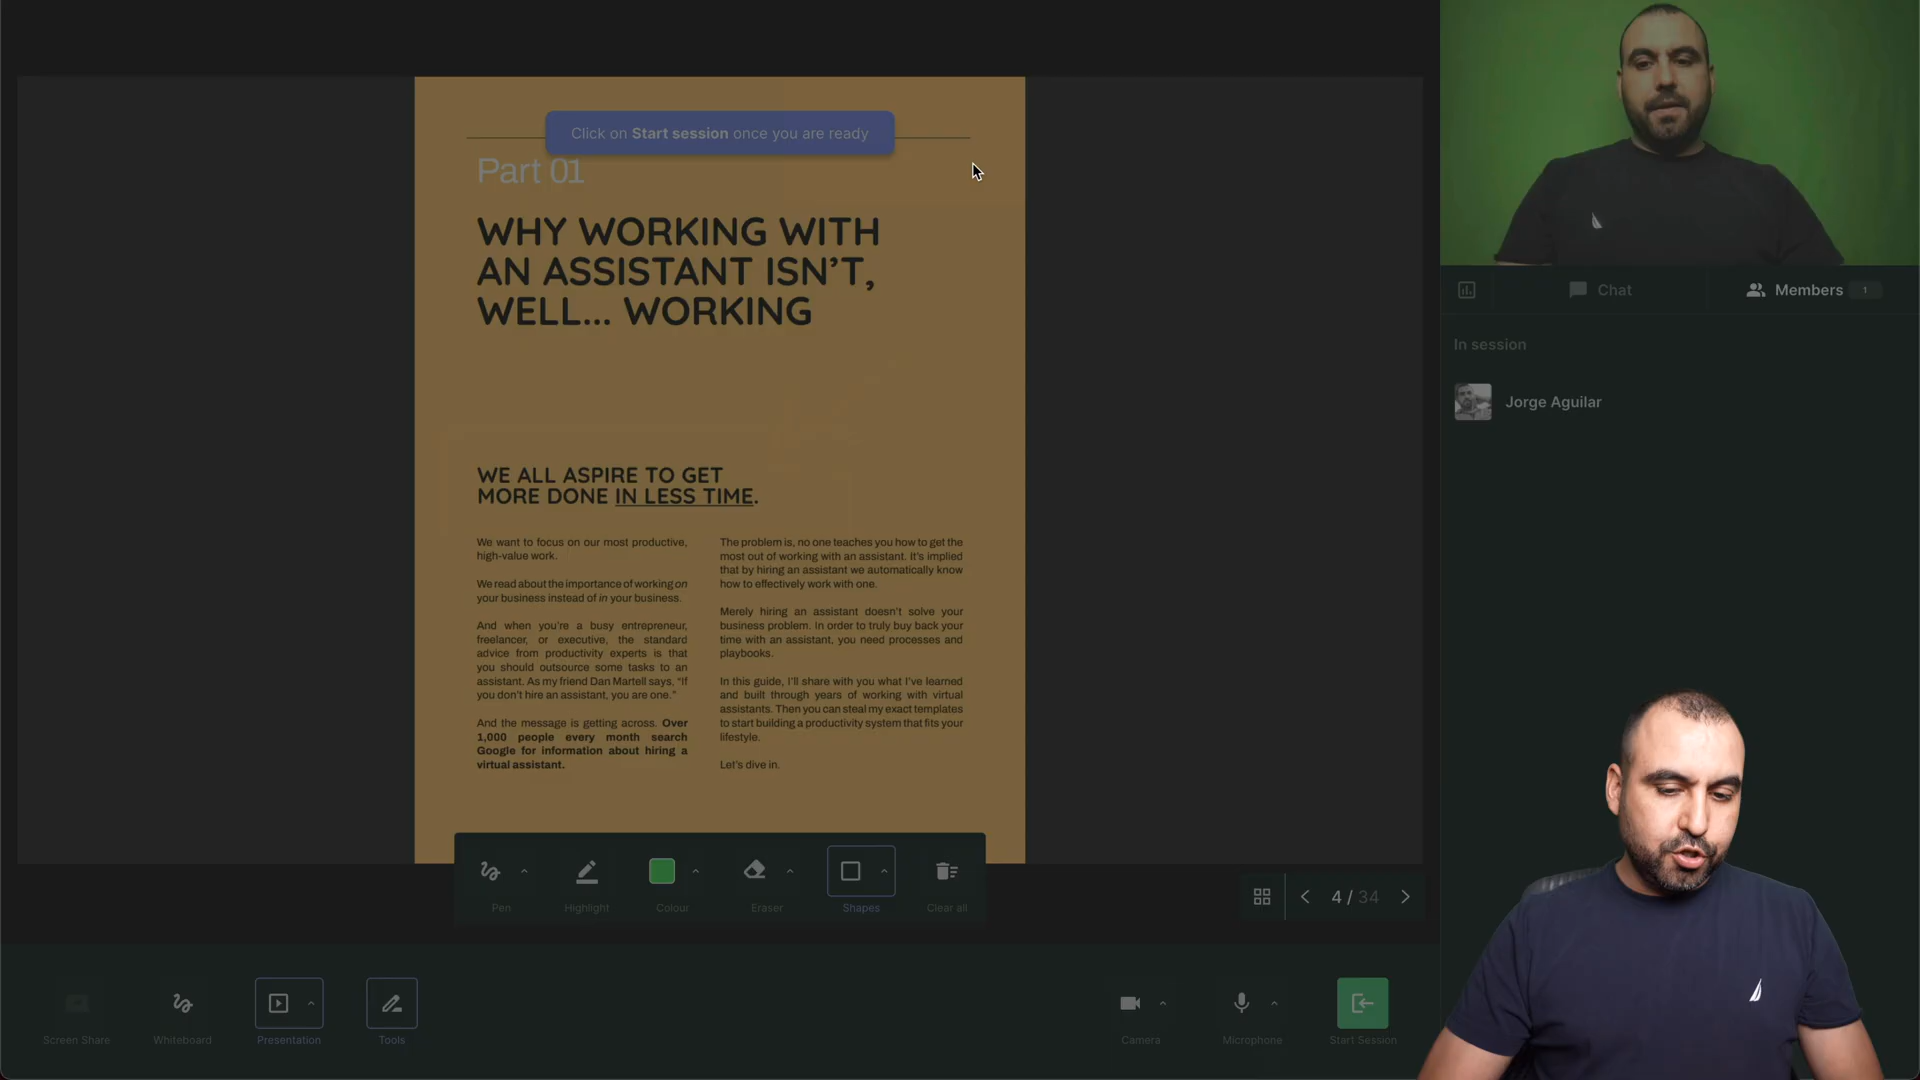 Click on Start session once you are ready
Part 01
WHY WORKING WITH
AN ASSISTANT ISN'T,
WELL... WORKING
WE ALL ASPIRE TO GET
MORE DONE IN LESS TIME.
We want to focus on our most productive,
high-value work.
We read about the importance of working on
your business instead of in your business.
And when you're a busy entrepreneur,
freelancer, or executive, the standard
advice from productivity experts is that
you should outsource some tasks to an
assistant. As my friend Dan Martell says, "If
you don't hire an assistant, you are one."
And the message is getting across. Over
1,000 people every month search
Google for information about hiring a
virtual assistant.
The problem is, no one teaches you how to get the
most out of working with an assistant. It's implied
that by hiring an assistant we automatically know
how to effectively work with one.
Merely hiring an assistant doesn't solve your
business problem. In order to truly buy back your
time with an assistant, you need processes and
playbooks.
In this guide, I'll share with you what I've learned
and built through years of working with virtual
assistants. Then you can steal my exact templates
to start building a productivity system that fits your
lifestyle.
Let's dive in.
Pen
Highlight
Colour
Eraser
Shapes
Clear all
4 / 34
Screen Share
Whiteboard
Presentation
Tools
Camera
Microphone
Start Session
Chat
Members 1
In session
Jorge Aguilar